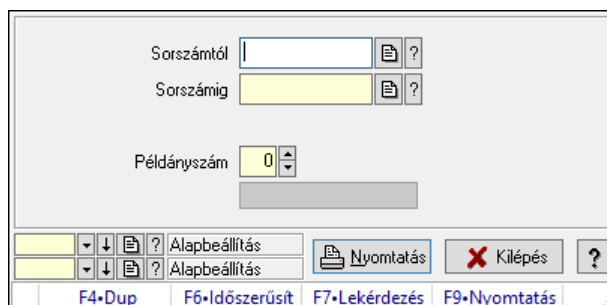 Sorszámtól ?
Sorszámig ?
Példányszám 0
? Alapbeállítás
? Alapbeállítás
Nyomtatás Kilépés ?
F4•Dup F6•Időszerűsít F7•Lekérdezés F9•Nyomtatás